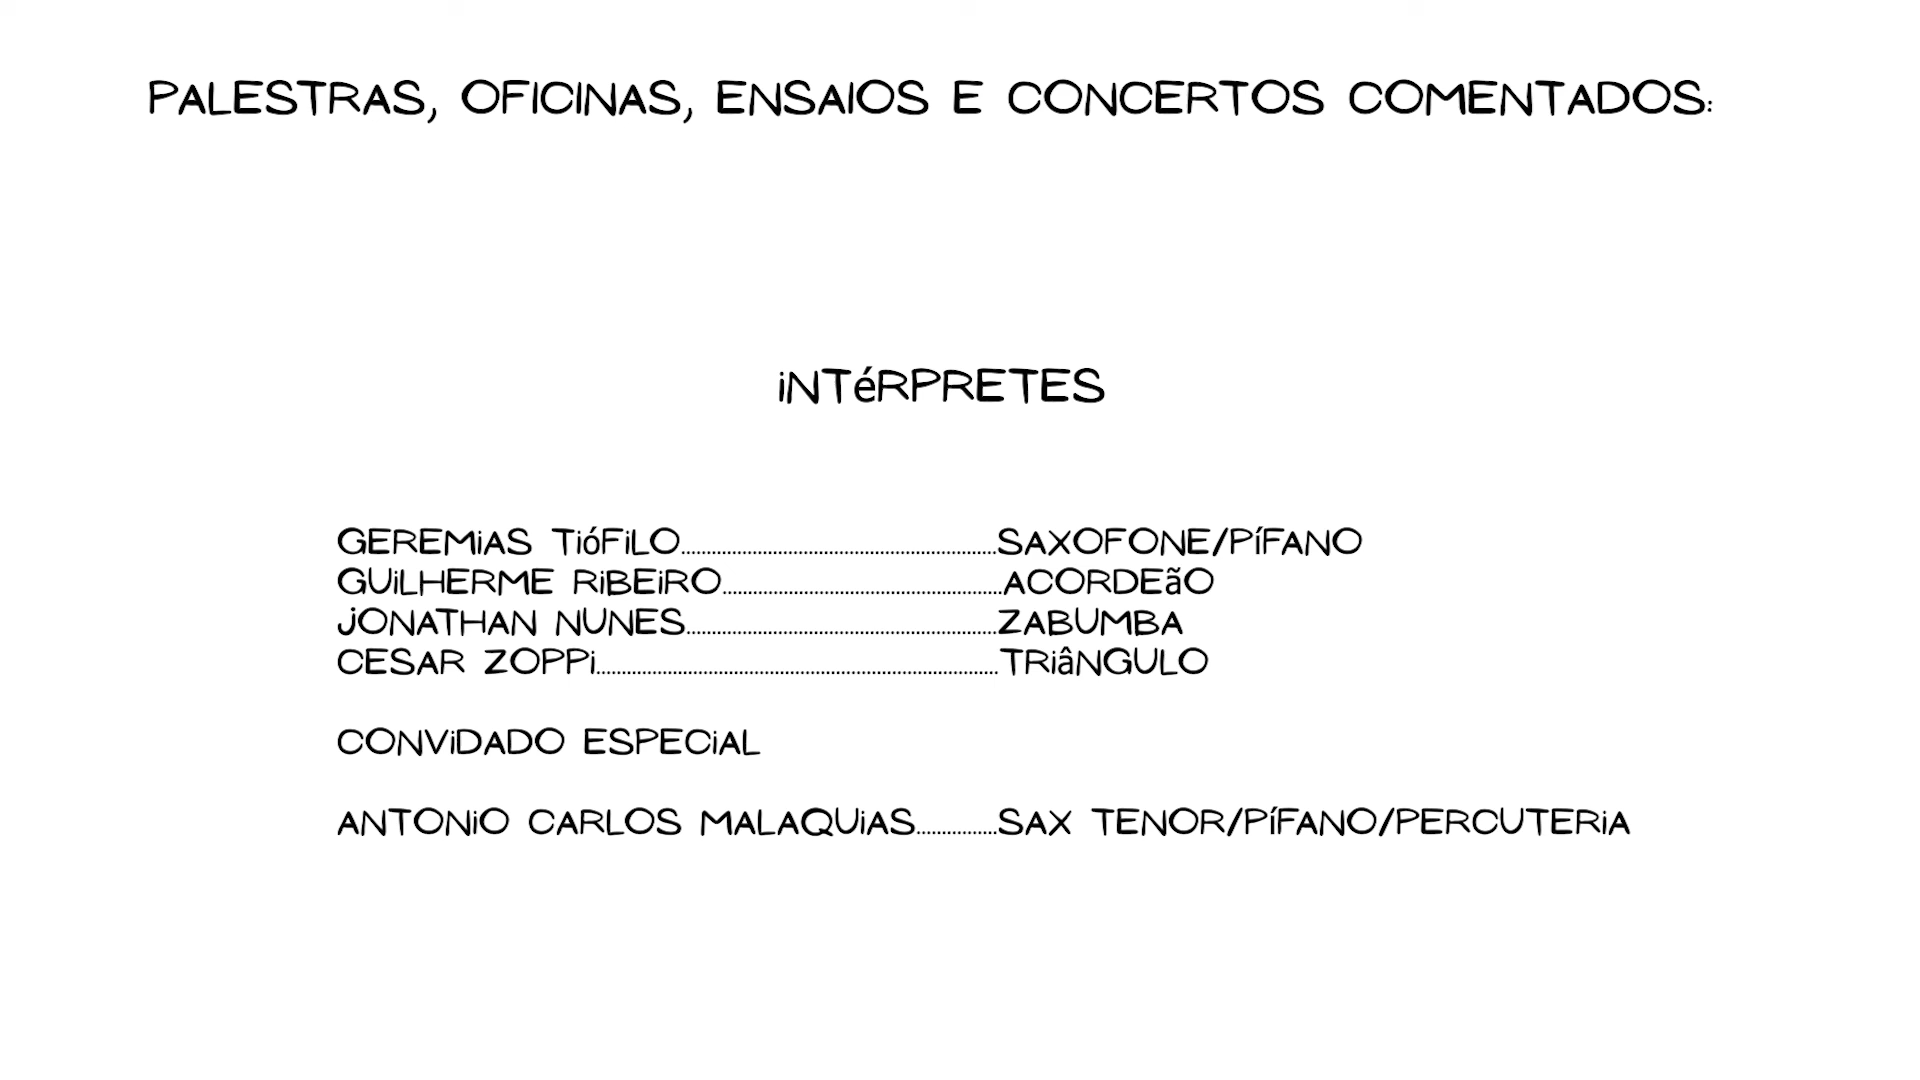 PALESTRAS, OFICINAS, ENSAIOS E CONCERTOS COMENTADOS:
iNTéRPRETES
GEREMiAS TióFiLO..............................................................SAXOFONE/PíFANO
GUiLHERME RiBEiRO.......................................................ACORDEãO
JONATHAN NUNES.............................................................ZABUMBA
CESAR ZOPPi...............................................................................TRiâNGULO
CONViDADO ESPECiAL
ANTONiO CARLOS MALAQUiAS................SAX TENOR/PíFANO/PERCUTERiA